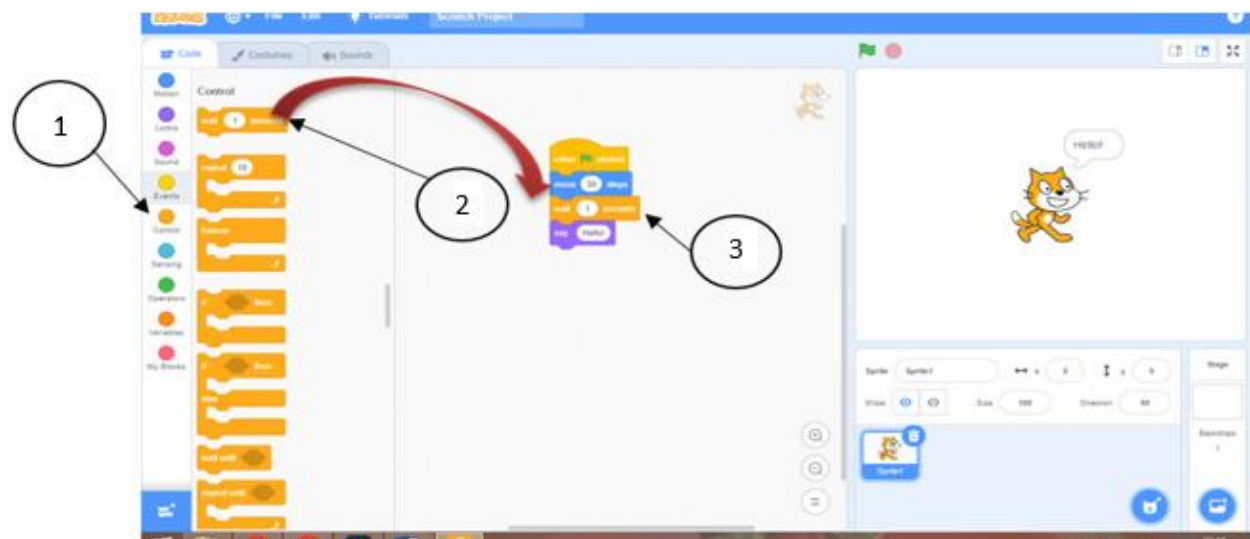 SCRATCH File Edit Tutorials Scratch Project
Code Costumes Sounds
Motion
Looks
Sound
Events
Control
Sensing
Operators
Variables
My Blocks
Control
wait 1 seconds
repeat 10
forever
if then
if then
else
wait until
repeat until
1
2
3
when clicked
move 30 steps
wait 1 seconds
say Hello!
Hello!
Sprite Sprite1 x 0 y 0
Show Size 100 Direction 90
Sprite1
Stage
Backdrops
1